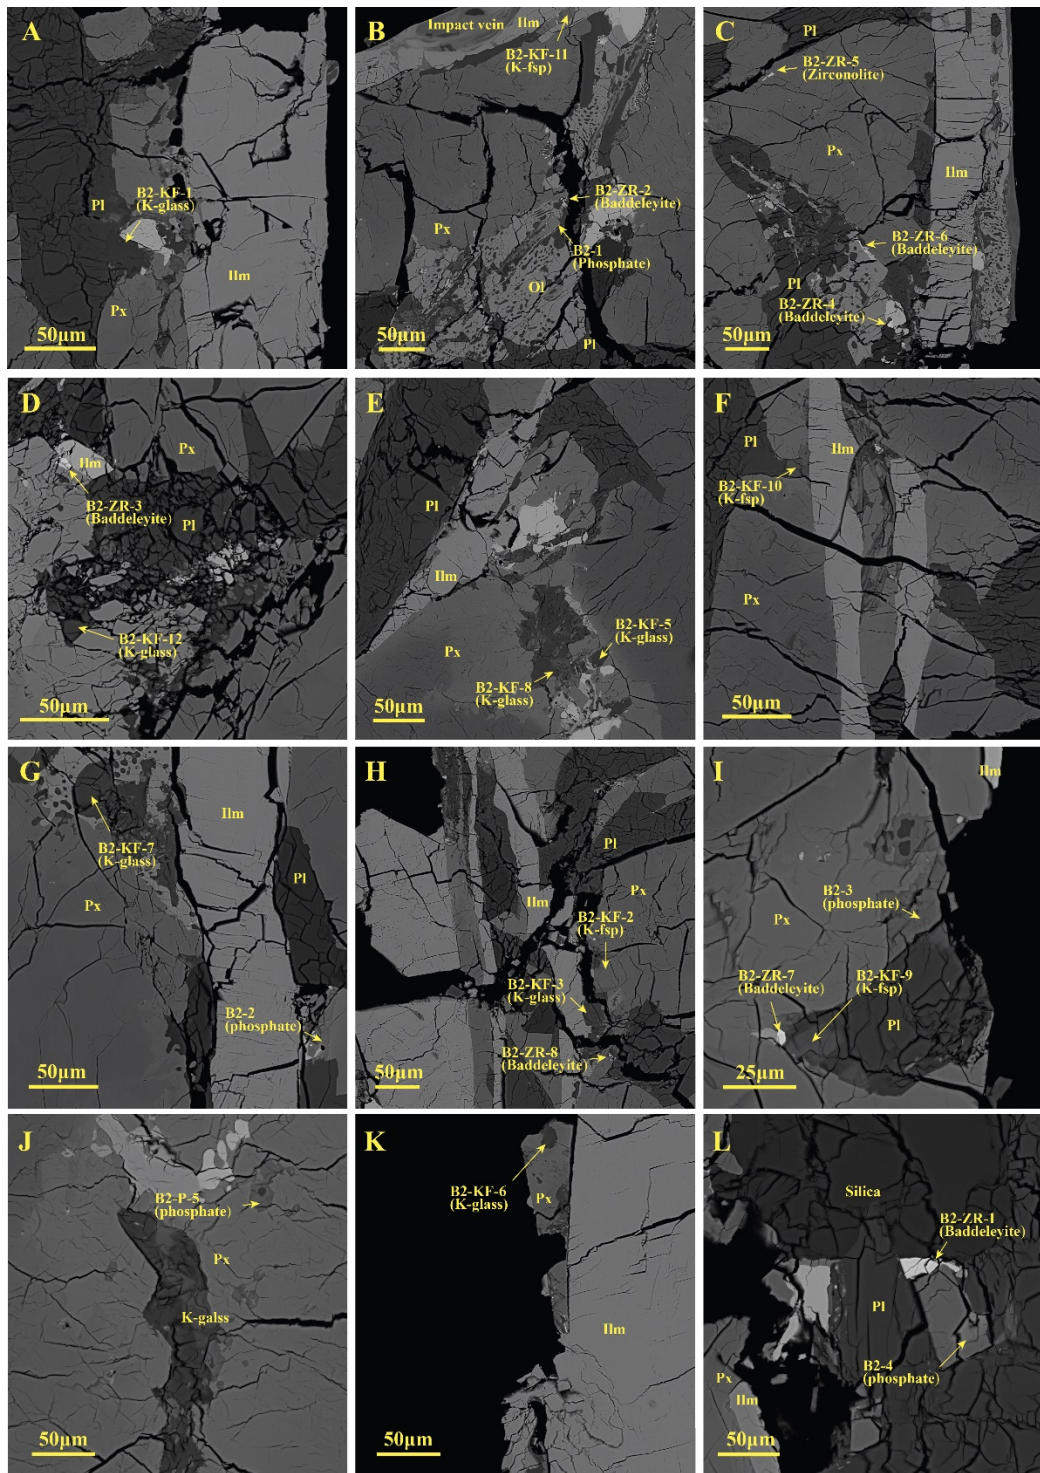 A
B2-KF-1
(K-glass)
Pl
Px
Ilm
50μm
B
Impact vein
Ilm
B2-KF-11
(K-fsp)
B2-ZR-2
(Baddeleyite)
Px
B2-1
(Phosphate)
Ol
Pl
50μm
C
Pl
B2-ZR-5
(Zirconolite)
Px
Ilm
B2-ZR-6
(Baddeleyite)
Pl
B2-ZR-4
(Baddeleyite)
50μm
D
Px
Ilm
B2-ZR-3
(Baddeleyite)
Pl
B2-KF-12
(K-glass)
50μm
E
Pl
Ilm
B2-KF-5
(K-glass)
Px
B2-KF-8
(K-glass)
50μm
F
Pl
Ilm
B2-KF-10
(K-fsp)
Px
50μm
G
Ilm
B2-KF-7
(K-glass)
Pl
Px
B2-2
(phosphate)
50μm
H
Pl
Px
Ilm
B2-KF-2
(K-fsp)
B2-KF-3
(K-glass)
B2-ZR-8
(Baddeleyite)
50μm
I
Ilm
B2-3
(phosphate)
Px
B2-ZR-7
(Baddeleyite)
B2-KF-9
(K-fsp)
Pl
25μm
J
B2-P-5
(phosphate)
Px
K-galss
50μm
K
B2-KF-6
(K-glass)
Px
Ilm
50μm
L
Silica
B2-ZR-1
(Baddeleyite)
Pl
B2-4
(phosphate)
Px
Ilm
50μm